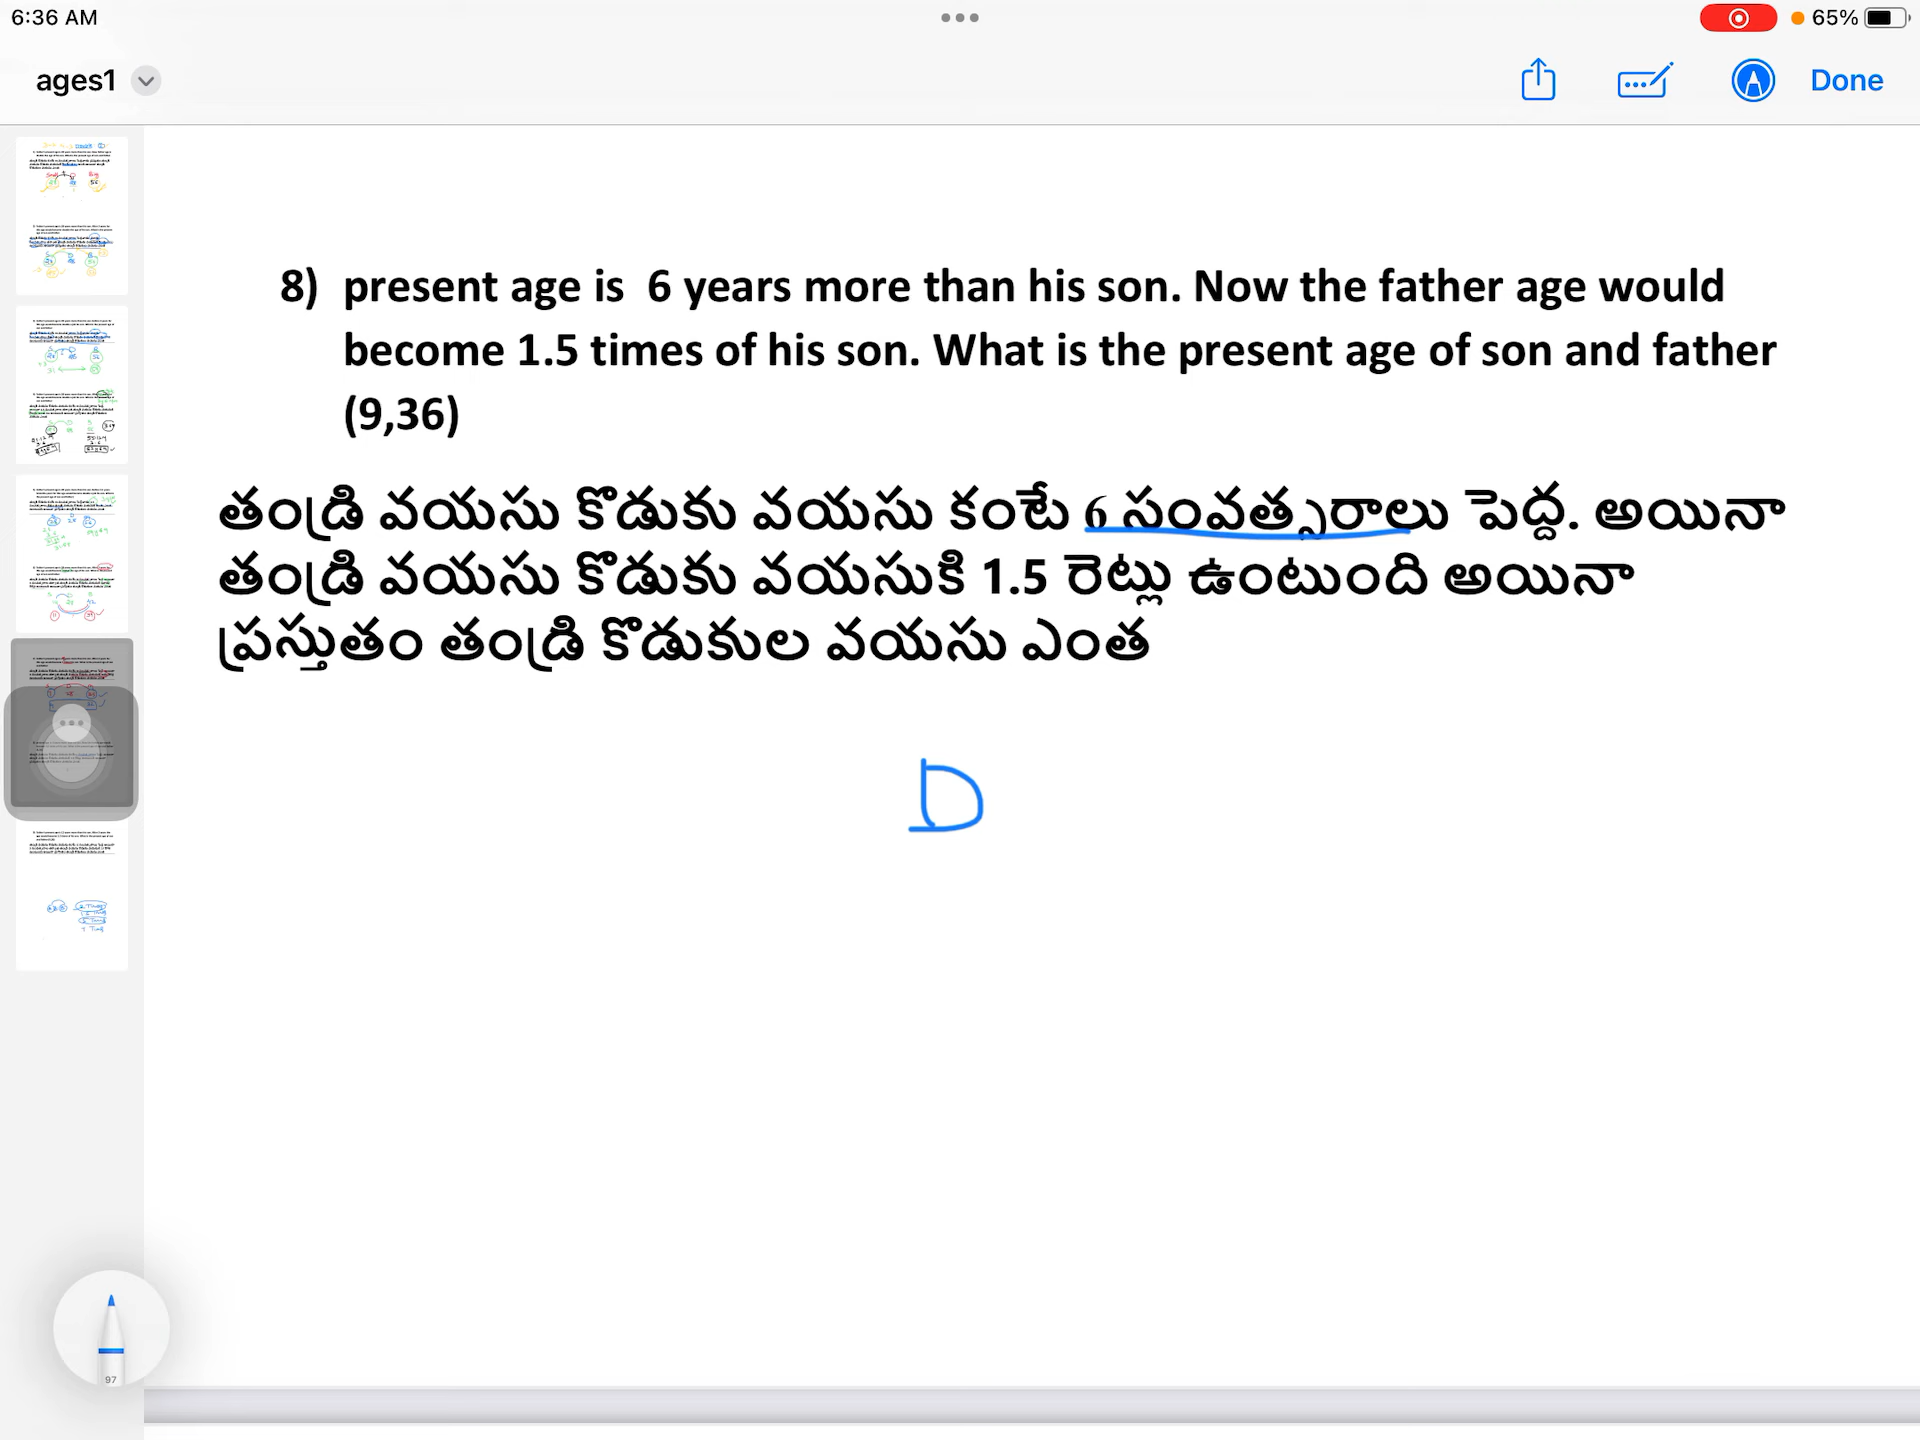 6:36 AM
65%
ages1
Done
8) present age is 6 years more than his son. Now the father age would
become 1.5 times of his son. What is the present age of son and father
(9,36)
తండ్రి వయసు కొడుకు వయసు కంటే 6 సంవత్సరాలు పెద్ద. అయినా
తండ్రి వయసు కొడుకు వయసుకి 1.5 రెట్లు ఉంటుంది అయినా
ప్రస్తుతం తండ్రి కొడుకుల వయసు ఎంత
D
97